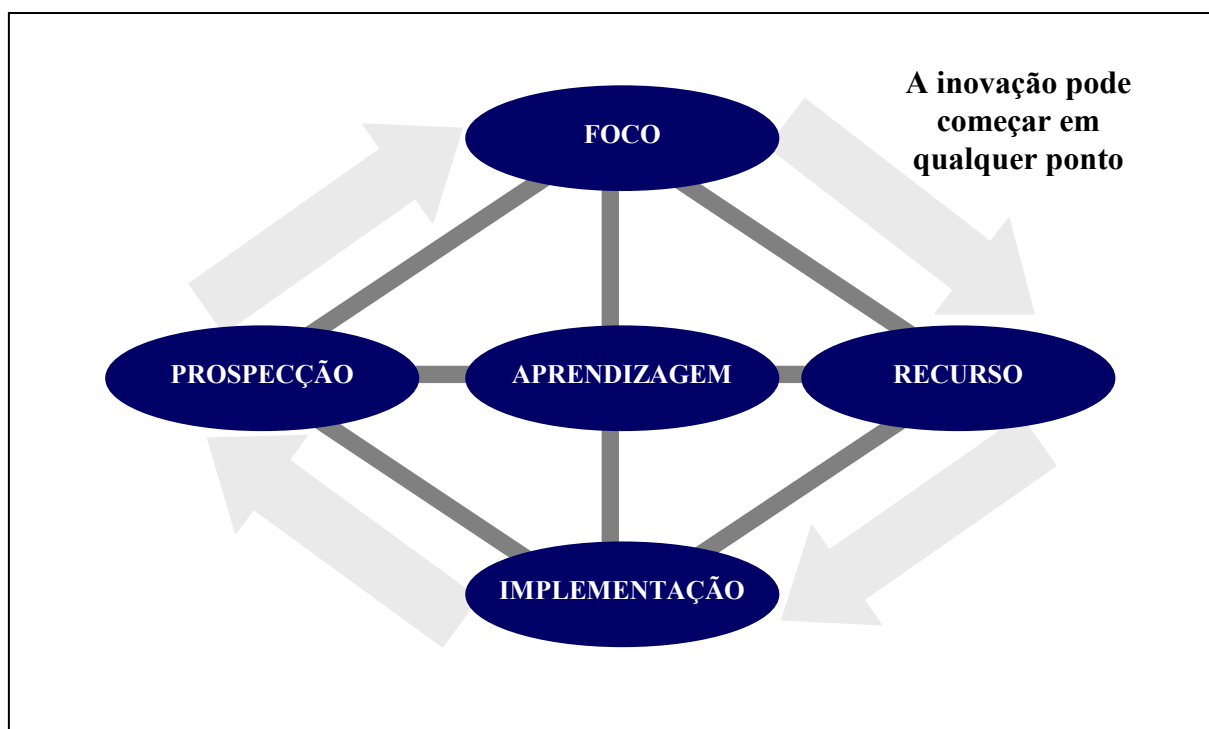 A inovação pode
começar em
qualquer ponto
FOCO
PROSPECÇÃO
APRENDIZAGEM
RECURSO
IMPLEMENTAÇÃO